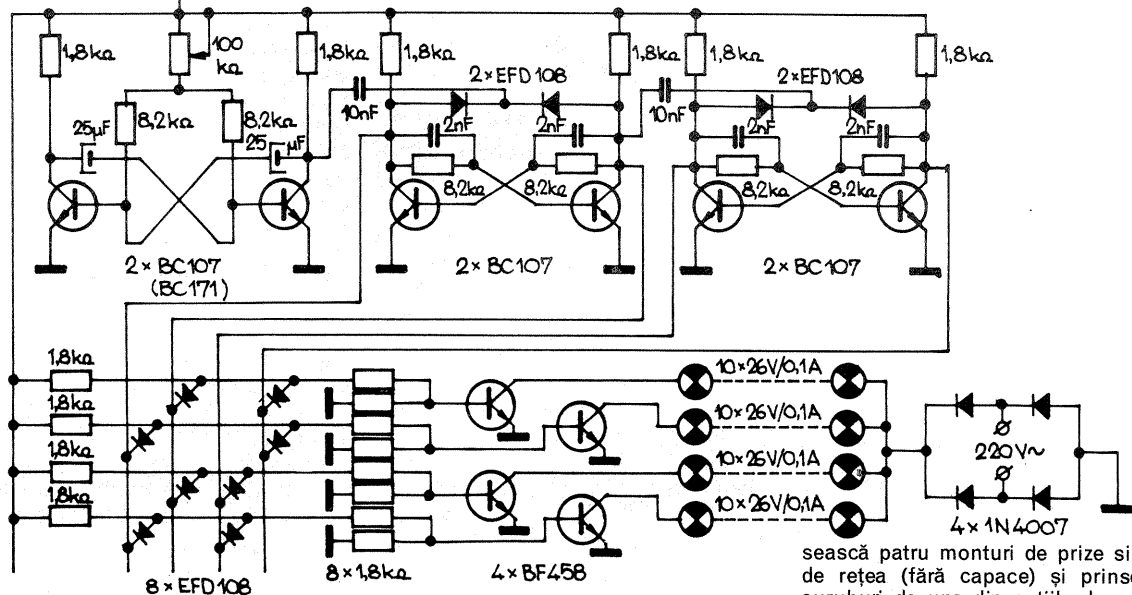 1,8kΩ
100
kΩ
1,8kΩ
1,8kΩ
1,8kΩ
1,8kΩ
1,8kΩ
2×EFD108
2×EFD108
10nF
10nF
8,2kΩ
8,2kΩ
25µF
25
µF
2nF
2nF
2nF
2nF
8,2kΩ
8,2kΩ
8,2kΩ
8,2kΩ
2×BC107
(BC171)
2×BC107
2×BC107
1,8kΩ
1,8kΩ
1,8kΩ
1,8kΩ
10×26V/0,1A
10×26V/0,1A
10×26V/0,1A
10×26V/0,1A
220V~
4×1N4007
8×EFD108
8×1,8kΩ
4×BF458
sească patru monturi de prize si
de rețea (fără capace) și prins